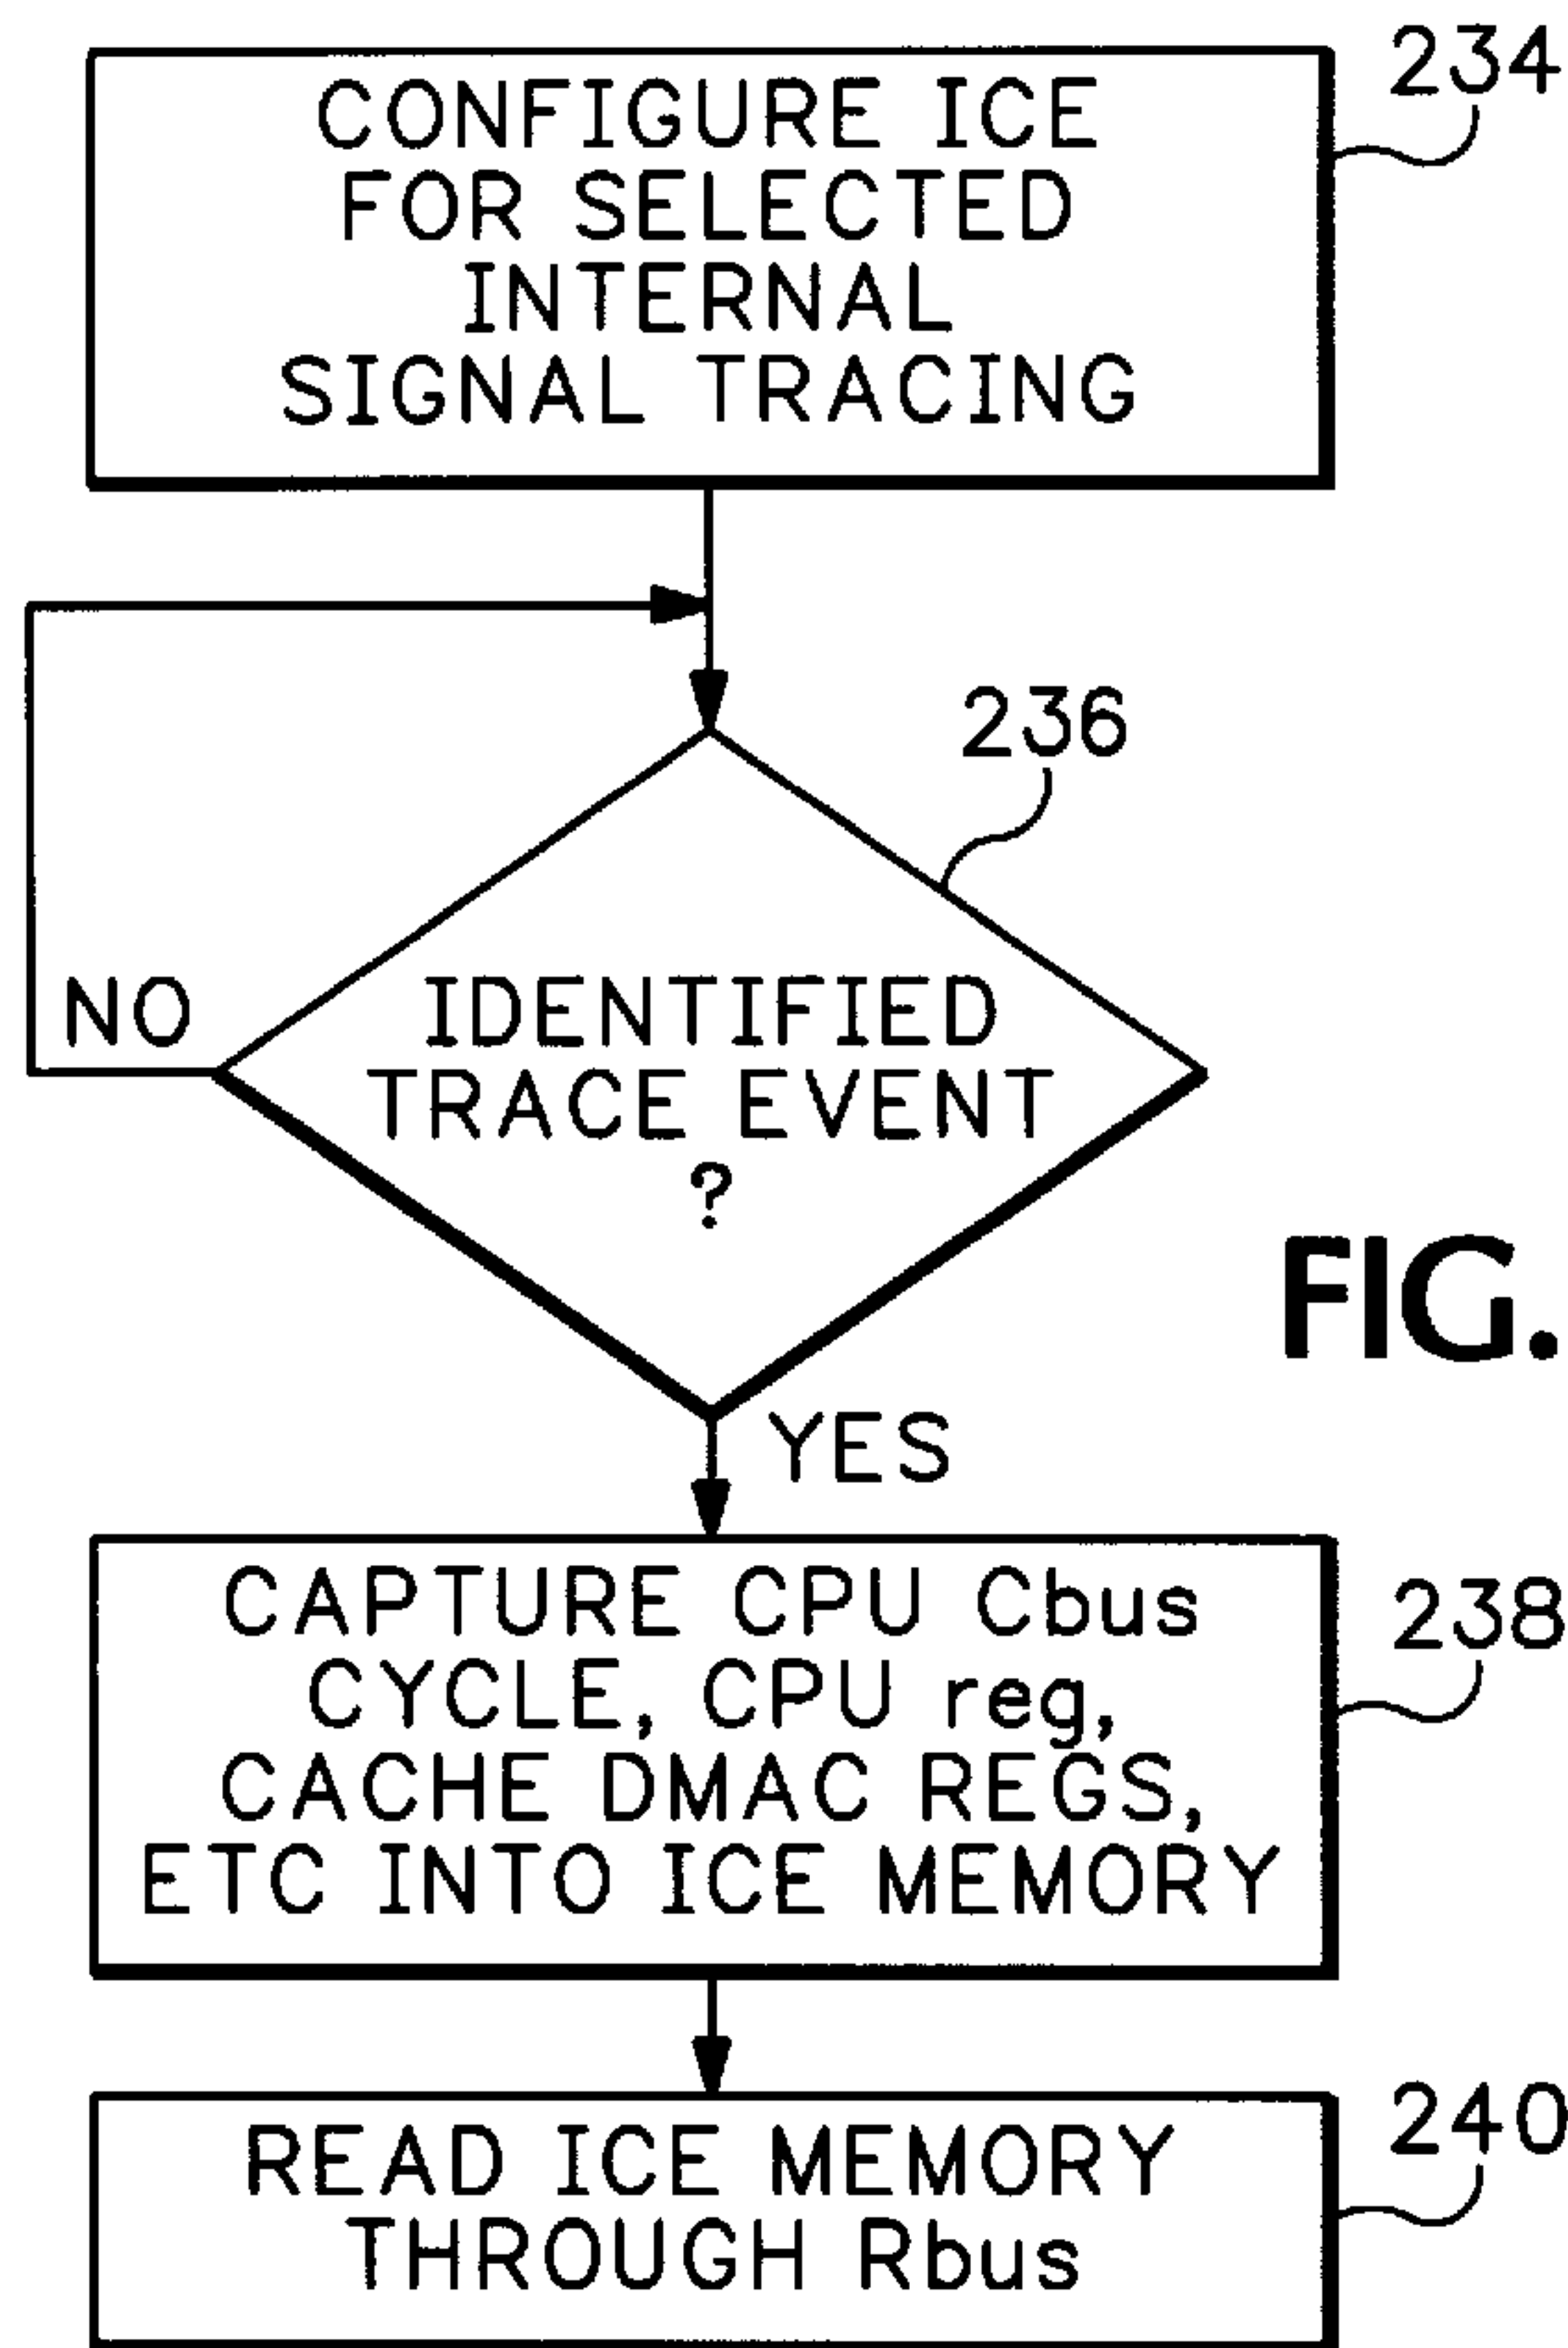 234
CONFIGURE ICE
FOR SELECTED
INTERNAL
SIGNAL TRACING
236
NO
IDENTIFIED
TRACE EVENT
?
FIG.
YES
238
CAPTURE CPU Cbus
CYCLE, CPU reg,
CACHE DMAC REGS,
ETC INTO ICE MEMORY
240
READ ICE MEMORY
THROUGH Rbus